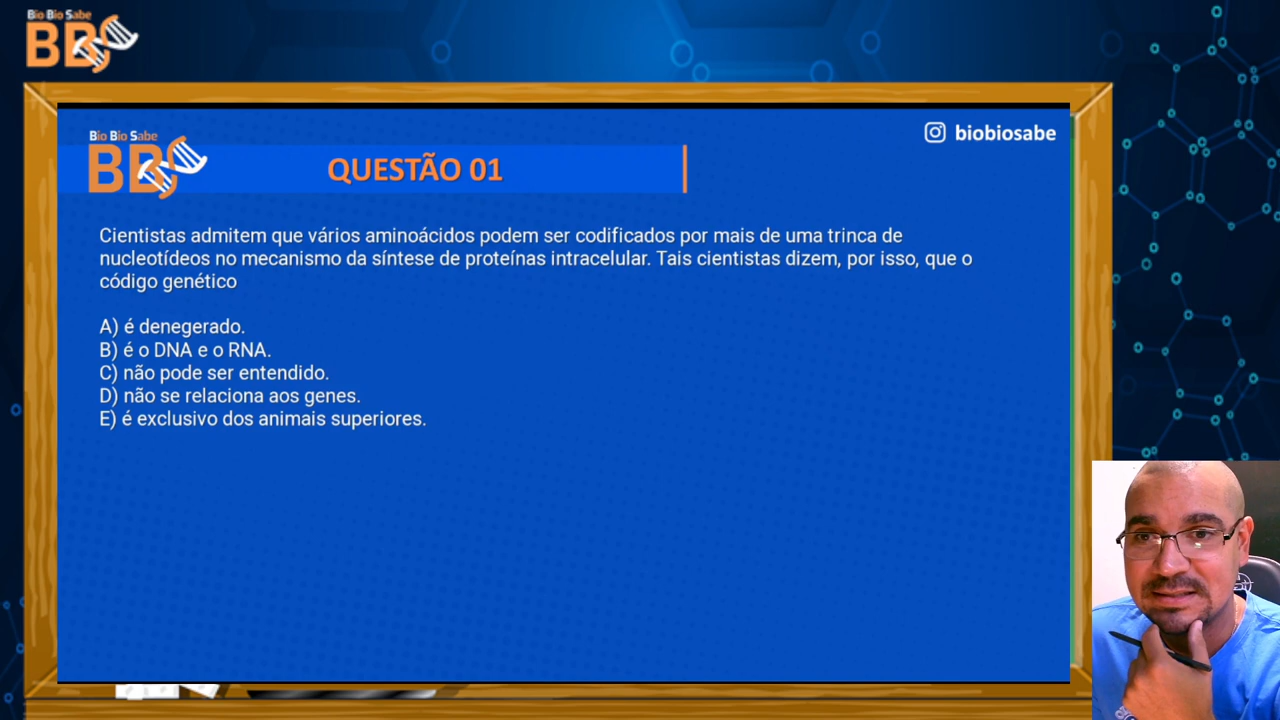 Bio Bio Sabe
BBS
Bio Bio Sabe
BBS
biobiosabe
QUESTÃO 01
Cientistas admitem que vários aminoácidos podem ser codificados por mais de uma trinca de
nucleotídeos no mecanismo da síntese de proteínas intracelular. Tais cientistas dizem, por isso, que o
código genético
A) é denegerado.
B) é o DNA e o RNA.
C) não pode ser entendido.
D) não se relaciona aos genes.
E) é exclusivo dos animais superiores.